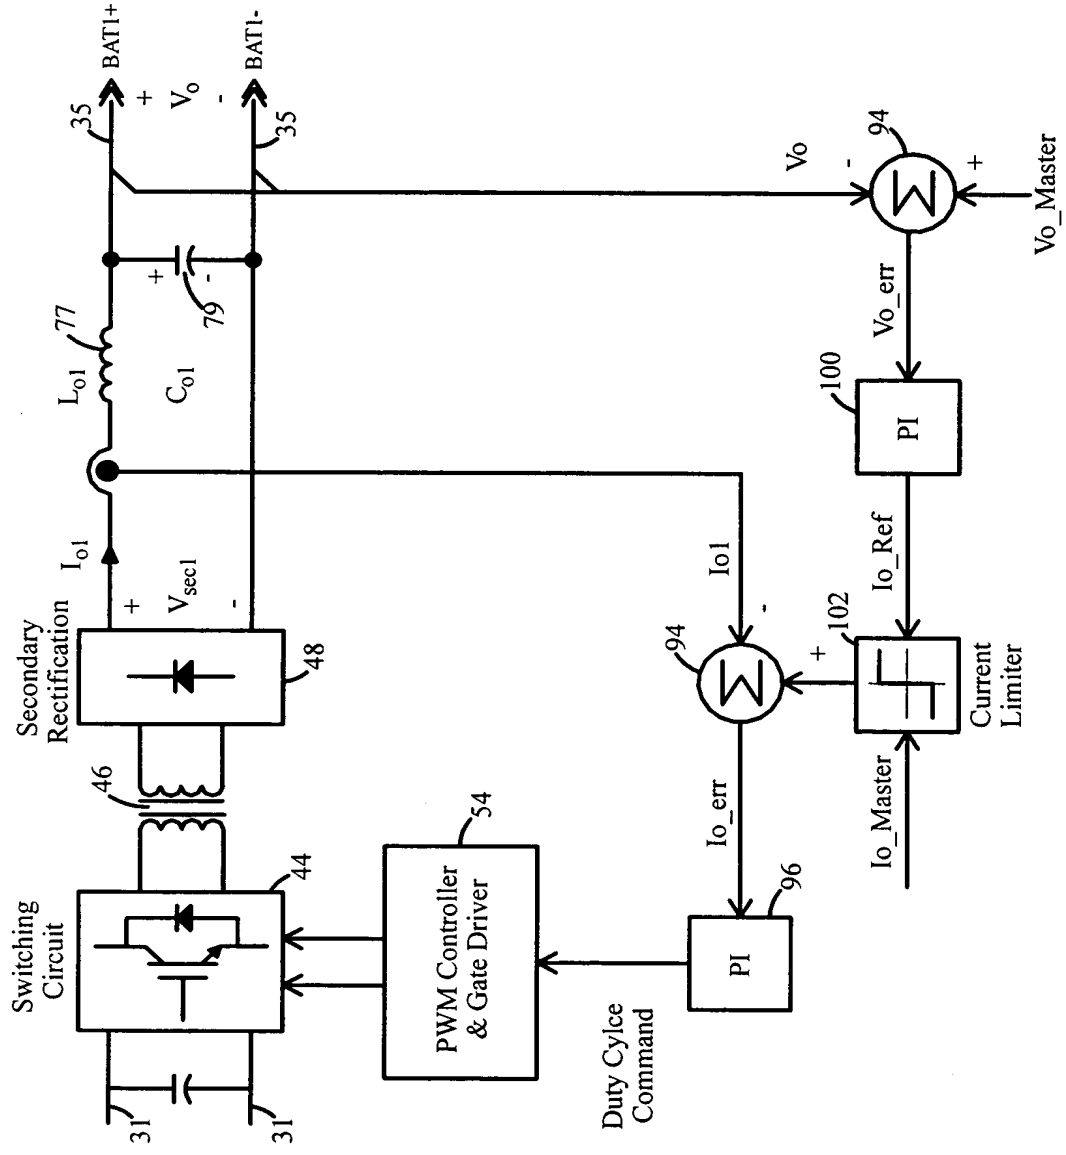 BAT1+
BAT1-
35
+
Vo
-
35
77
Lo1
Co1
+
-
79
Io1
+
Vsec1
-
Secondary
Rectification
48
46
Switching
Circuit
44
31
31
PWM Controller
& Gate Driver
54
Duty Cylce
Command
PI
96
Io_err
94
Io1
-
+
Vo
-
94
+
Vo_Master
Vo_err
100
PI
Io_Ref
102
Current
Limiter
Io_Master